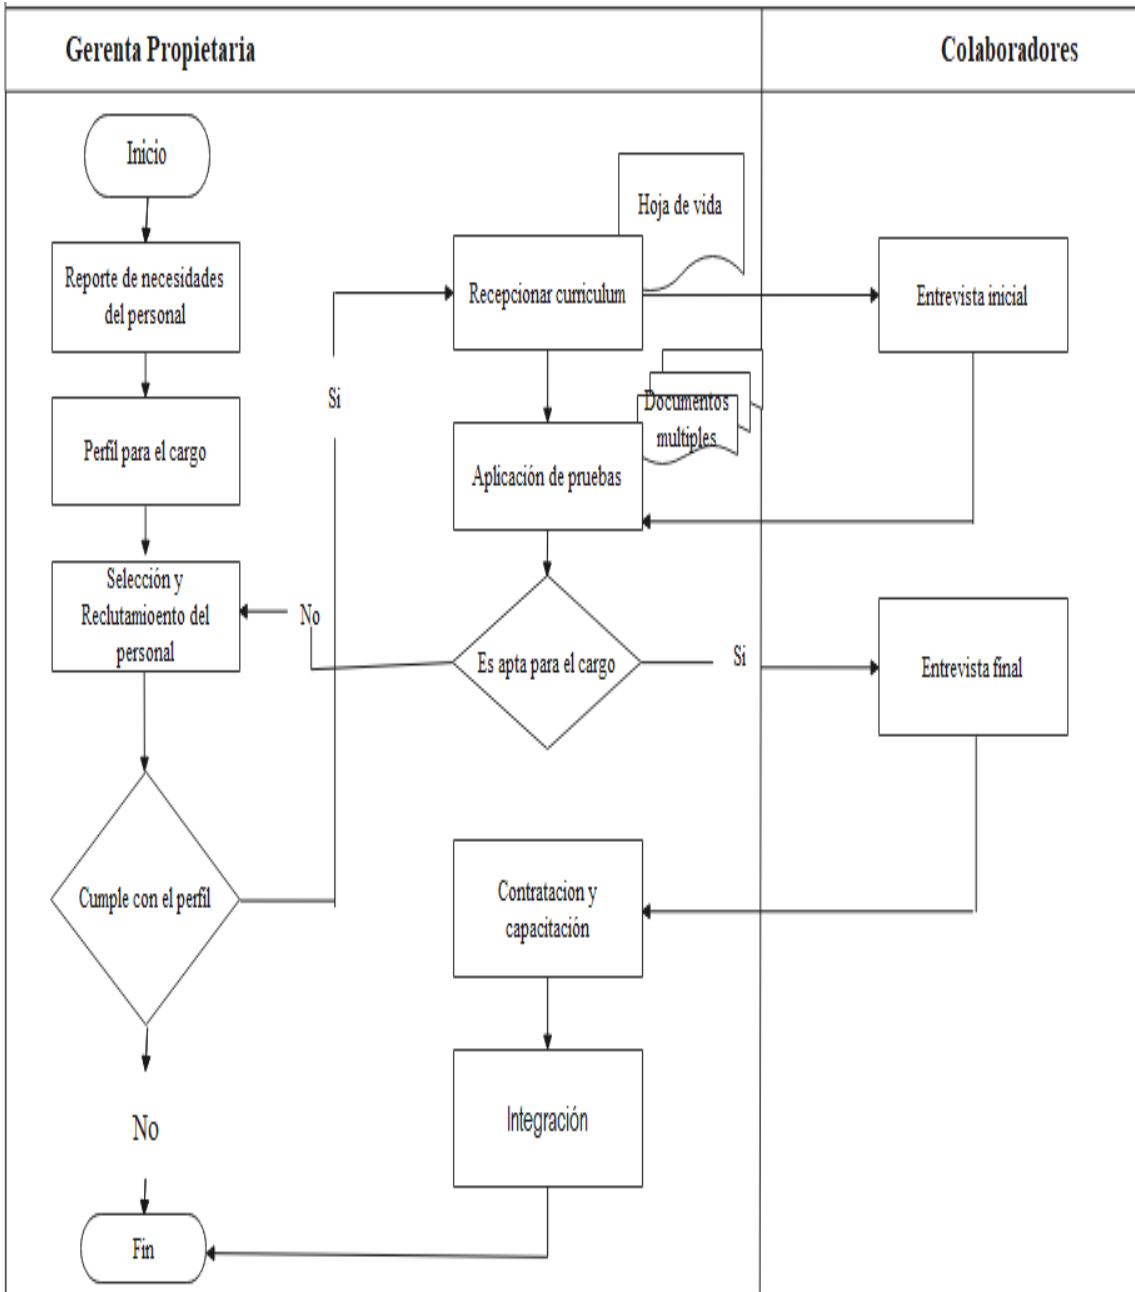 Gerenta Propietaria
Colaboradores
Inicio
Reporte de necesidades
del personal
Perfil para el cargo
Selección y
Reclutamioento del
personal
Cumple con el perfil
No
Fin
Si
No
Hoja de vida
Recepcionar curriculum
Documentos
multiples
Aplicación de pruebas
Es apta para el cargo
Si
Contratacion y
capacitación
Integración
Entrevista inicial
Entrevista final